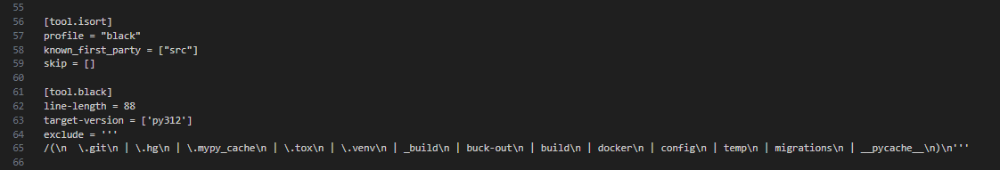 55
56 [tool.isort]
57 profile = "black"
58 known_first_party = ["src"]
59 skip = []
60
61 [tool.black]
62 line-length = 88
63 target-version = ['py312']
64 exclude = '''
65 /(\n  \.git\n | \.hg\n | \.mypy_cache\n | \.tox\n | \.venv\n | _build\n | buck-out\n | build\n | docker\n | config\n | temp\n | migrations\n | __pycache__\n)\n'''
66